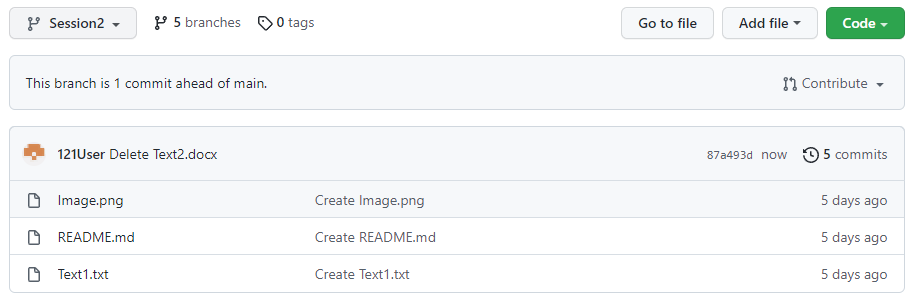 Session2 5 branches 0 tags Go to file Add file Code
This branch is 1 commit ahead of main. Contribute
121User Delete Text2.docx 87a493d now 5 commits
Image.png Create Image.png 5 days ago
README.md Create README.md 5 days ago
Text1.txt Create Text1.txt 5 days ago